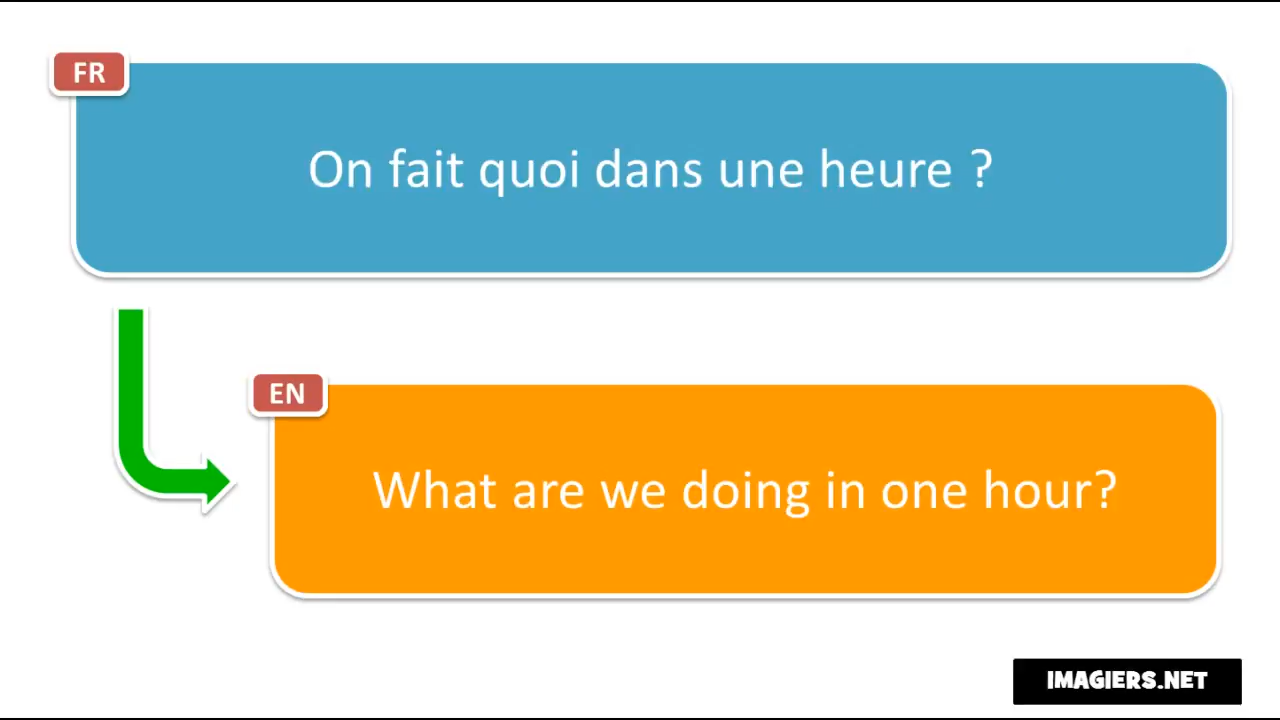 FR
On fait quoi dans une heure ?
EN
What are we doing in one hour?
IMAGIERS.NET